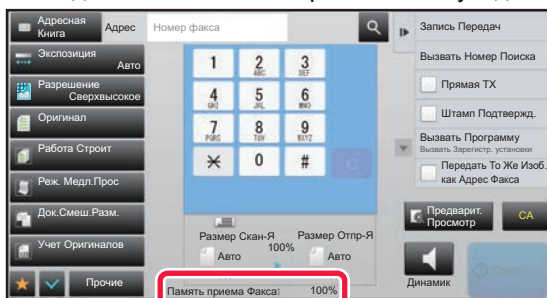 Адресная
Книга
Адрес
Номер факса
Экспозиция
Авто
Разрешение
Сверхвысокое
Оригинал
Работа Строит
Реж. Медл.Прос
Док.Смеш.Разм.
Учет Оригиналов
Прочие
1
2
ABC
3
DEF
4
GHI
5
JKL
6
MNO
7
PQRS
8
TUV
9
WXYZ
0
#
C
Размер Скан-Я
Размер Отпр-Я
100%
Авто
Авто
Память приема Факса: 100%
Запись Передач
Вызвать Номер Поиска
Прямая TX
Штамп Подтвержд.
Вызвать Программу
Вызвать Зарегистр. установки
Передать То Же Изоб.
как Адрес Факса
Предварит.
Просмотр
CA
Динамик